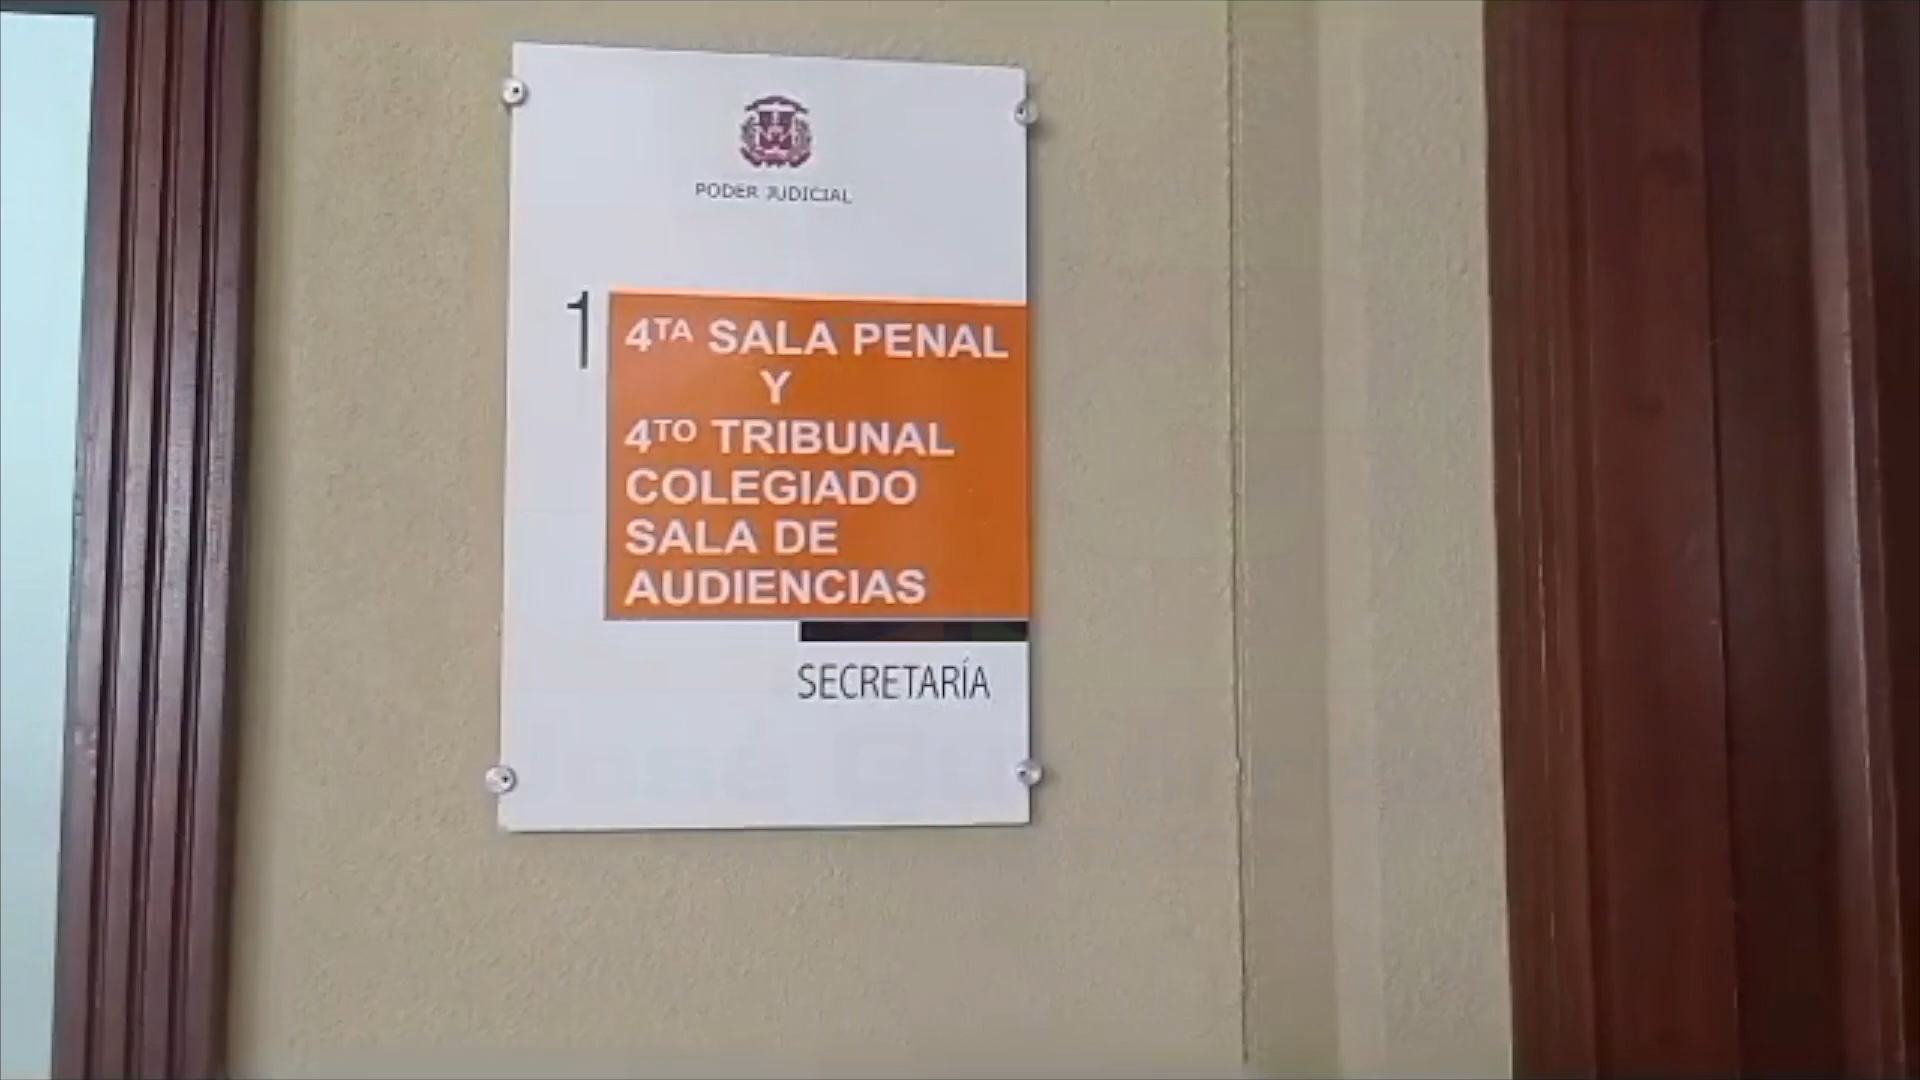 PODER JUDICIAL
1
4TA SALA PENAL
Y
4TO TRIBUNAL
COLEGIADO
SALA DE
AUDIENCIAS
SECRETARÍA